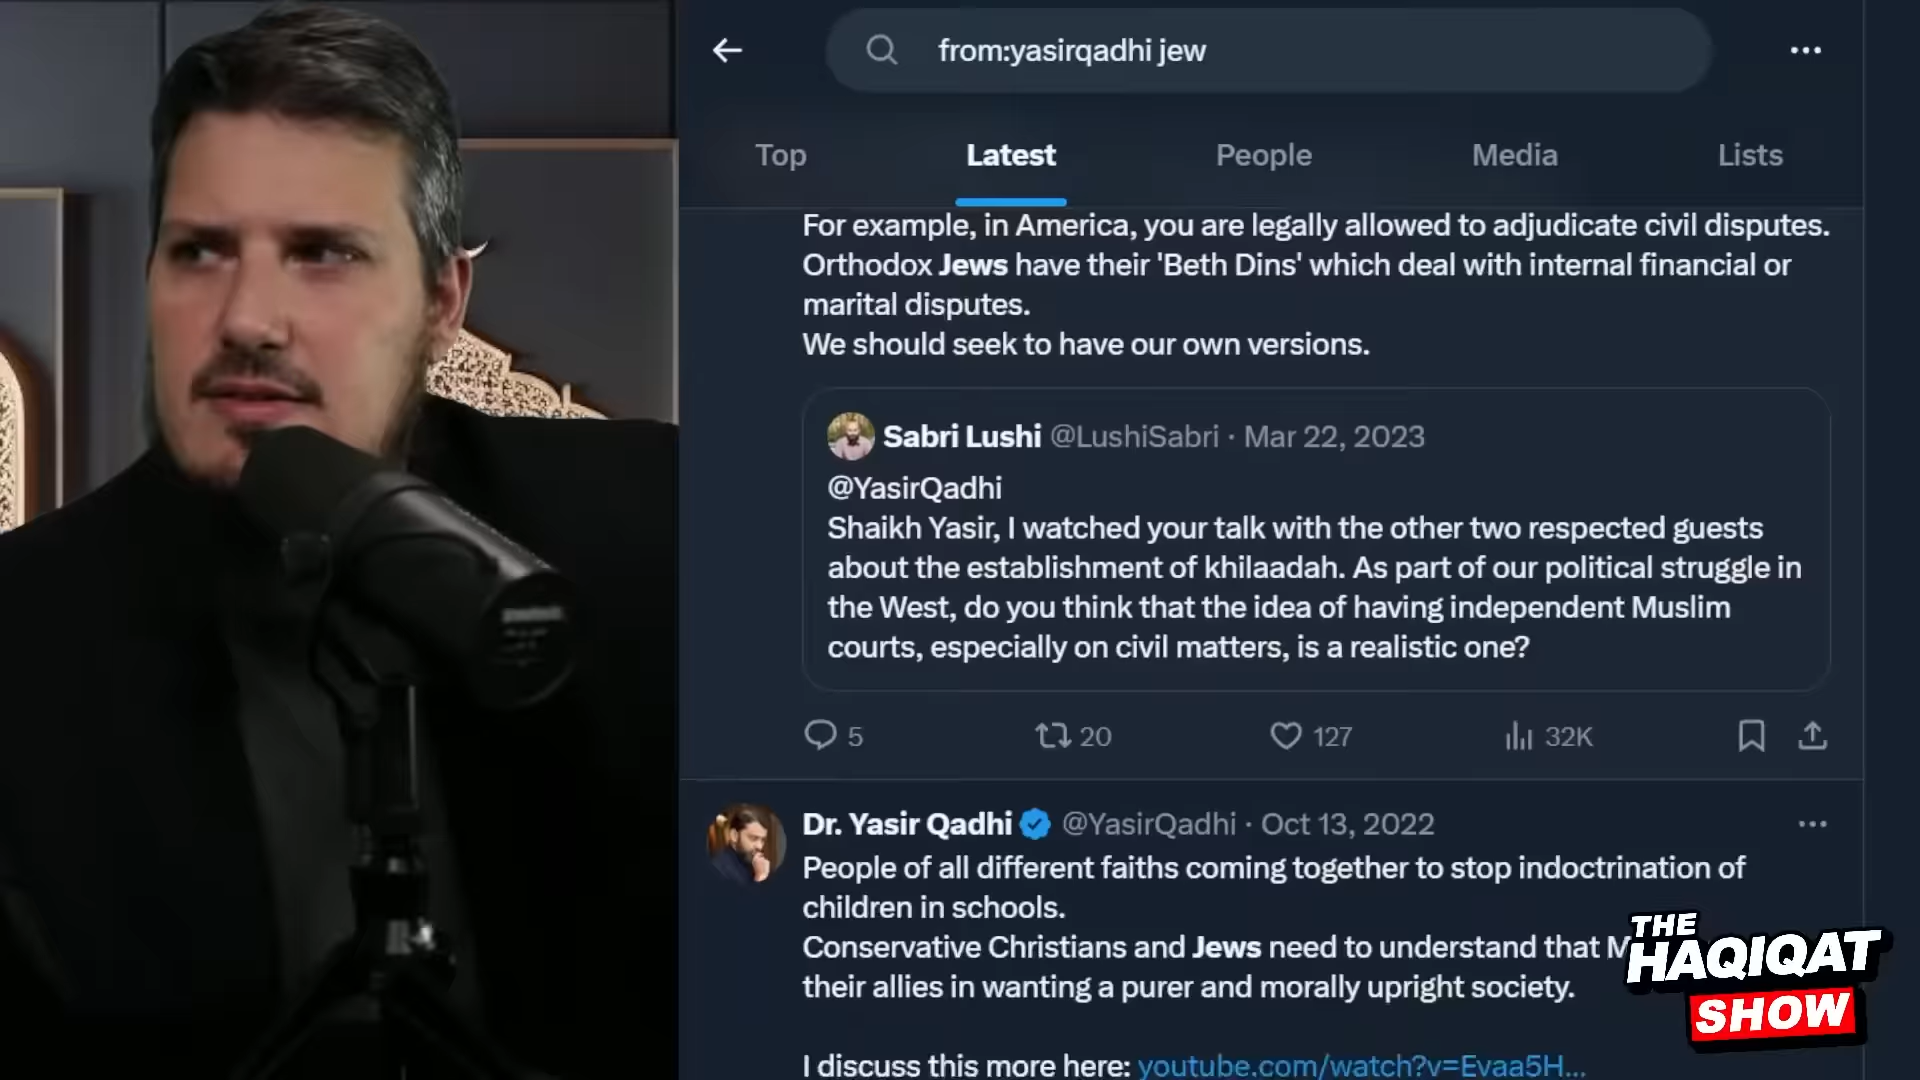 from:yasirqadhi jew
Top
Latest
People
Media
Lists
For example, in America, you are legally allowed to adjudicate civil disputes.
Orthodox Jews have their 'Beth Dins' which deal with internal financial or
marital disputes.
We should seek to have our own versions.
Sabri Lushi @LushiSabri · Mar 22, 2023
@YasirQadhi
Shaikh Yasir, I watched your talk with the other two respected guests
about the establishment of khilaadah. As part of our political struggle in
the West, do you think that the idea of having independent Muslim
courts, especially on civil matters, is a realistic one?
5
20
127
32K
Dr. Yasir Qadhi @YasirQadhi · Oct 13, 2022
People of all different faiths coming together to stop indoctrination of
children in schools.
Conservative Christians and Jews need to understand that
their allies in wanting a purer and morally upright society.
I discuss this more here: youtube.com/watch?v=Evaa5H...
THE
HAQIQAT
SHOW